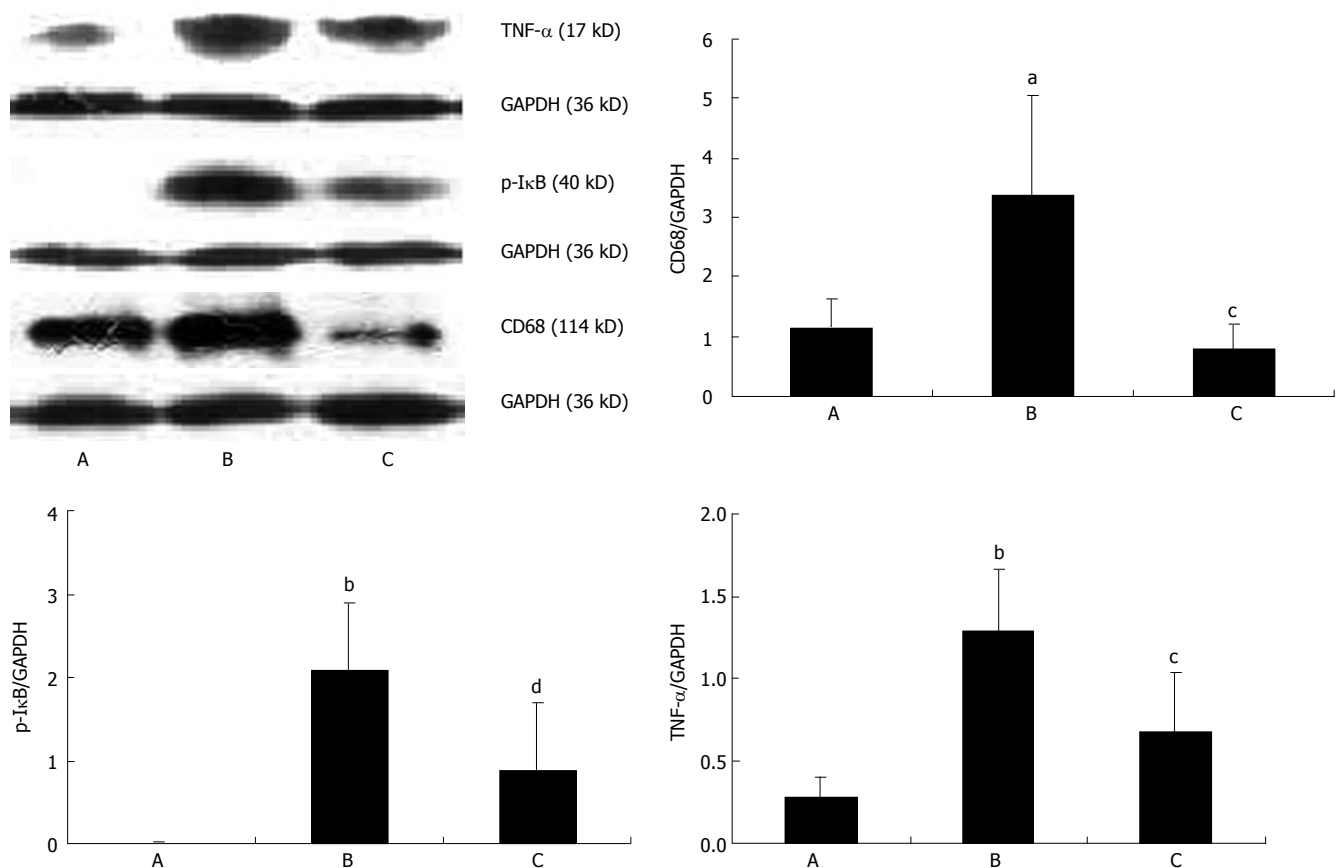 TNF-α (17 kD)
GAPDH (36 kD)
p-IκB (40 kD)
GAPDH (36 kD)
CD68 (114 kD)
GAPDH (36 kD)
A B C
CD68/GAPDH
6
5
4
3
2
1
0
a
c
A B C
p-IκB/GAPDH
4
3
2
1
0
b
d
A B C
TNF-α/GAPDH
2.0
1.5
1.0
0.5
0.0
b
c
A B C